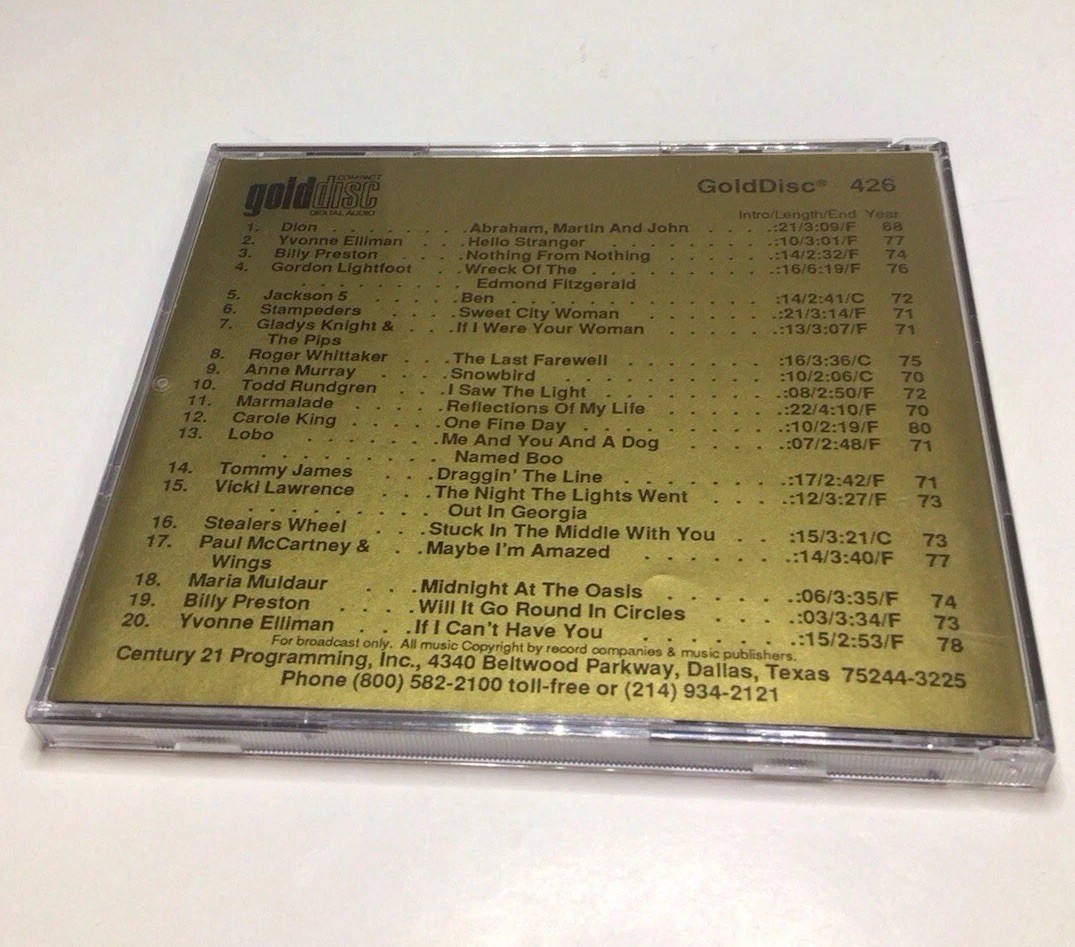 COMPACT
golddisc
DIGITAL AUDIO
GoldDisc® 426
Intro/Length/End Year
1. Dion . . . . . . . . Abraham, Martin And John . . . . .:21/3:09/F 68
2. Yvonne Elliman . . . Hello Stranger . . . . . . . . .:10/3:01/F 77
3. Billy Preston . . . . Nothing From Nothing . . . . . . .:14/2:32/F 74
4. Gordon Lightfoot . . Wreck Of The . . . . . . . . .:16/6:19/F 76
. . . . . . . . . Edmond Fitzgerald
5. Jackson 5 . . . . . Ben . . . . . . . . . . . . :14/2:41/C 72
6. Stampeders . . . . Sweet City Woman . . . . . . .:21/3:14/F 71
7. Gladys Knight & . . . If I Were Your Woman . . . . . .:13/3:07/F 71
The Pips
8. Roger Whittaker . . . The Last Farewell . . . . . . . :16/3:36/C 75
9. Anne Murray . . . . Snowbird . . . . . . . . . :10/2:06/C 70
10. Todd Rundgren . . . I Saw The Light . . . . . . . .:08/2:50/F 72
11. Marmalade . . . . . Reflections Of My Life . . . . . .:22/4:10/F 70
12. Carole King . . . . . One Fine Day . . . . . . . . .:10/2:19/F 80
13. Lobo . . . . . . . Me And You And A Dog . . . . . .:07/2:48/F 71
. . . . . . . . . Named Boo
14. Tommy James . . . Draggin' The Line . . . . . . . .:17/2:42/F 71
15. Vicki Lawrence . . . The Night The Lights Went . . . . .:12/3:27/F 73
. . . . . . . . . Out In Georgia
16. Stealers Wheel . . . Stuck In The Middle With You . . :15/3:21/C 73
17. Paul McCartney & . . Maybe I'm Amazed . . . . . . .:14/3:40/F 77
Wings
18. Maria Muldaur . . . Midnight At The Oasis . . . . . .:06/3:35/F 74
19. Billy Preston . . . . Will It Go Round In Circles . . . . .:03/3:34/F 73
20. Yvonne Elliman . . . If I Can't Have You . . . . . . .:15/2:53/F 78
For broadcast only. All music Copyright by record companies & music publishers.
Century 21 Programming, Inc., 4340 Beltwood Parkway, Dallas, Texas 75244-3225
Phone (800) 582-2100 toll-free or (214) 934-2121